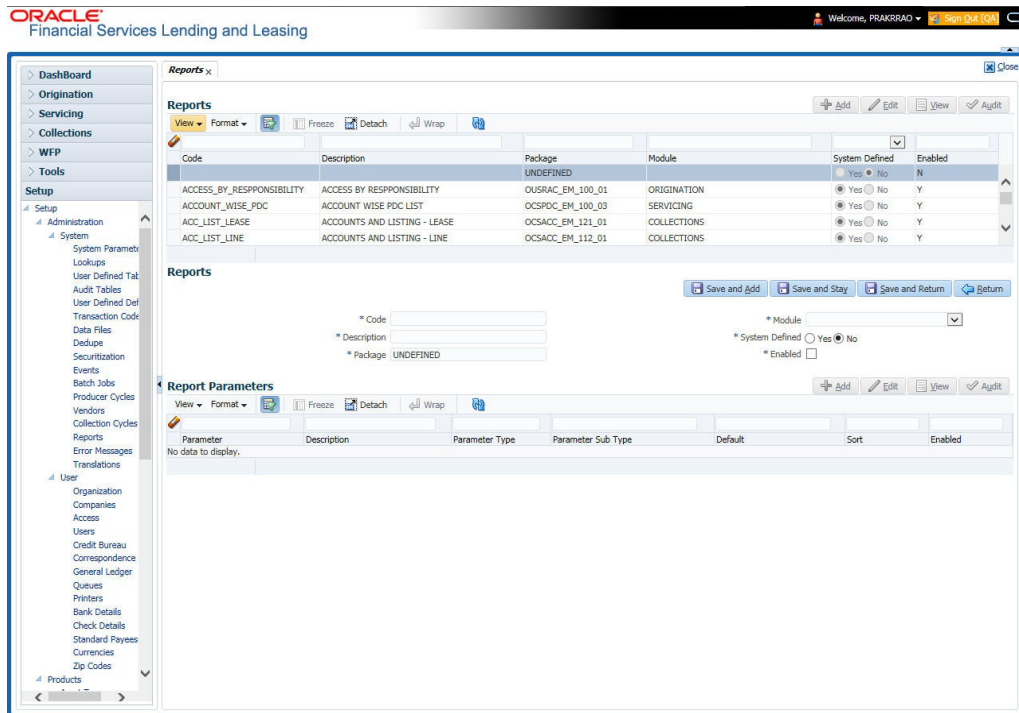 ORACLE®
Financial Services Lending and Leasing
Welcome, PRAKRRAO
Sign Out [QA]
DashBoard
Origination
Servicing
Collections
WFP
Tools
Setup
Setup
Administration
System
System Paramete
Lookups
User Defined Tab
Audit Tables
User Defined Def
Transaction Code
Data Files
Dedupe
Securitization
Events
Batch Jobs
Producer Cycles
Vendors
Collection Cycles
Reports
Error Messages
Translations
User
Organization
Companies
Access
Users
Credit Bureau
Correspondence
General Ledger
Queues
Printers
Bank Details
Check Details
Standard Payees
Currencies
Zip Codes
Products
Reports x
Close
Reports
Add Edit View Audit
View Format Freeze Detach Wrap
Code Description Package Module System Defined Enabled
UNDEFINED Yes No N
ACCESS_BY_RESPPONSIBILITY ACCESS BY RESPPONSIBILITY OUSRAC_EM_100_01 ORIGINATION Yes No Y
ACCOUNT_WISE_PDC ACCOUNT WISE PDC LIST OCSPDC_EM_100_03 SERVICING Yes No Y
ACC_LIST_LEASE ACCOUNTS AND LISTING - LEASE OCSACC_EM_121_01 COLLECTIONS Yes No Y
ACC_LIST_LINE ACCOUNTS AND LISTING - LINE OCSACC_EM_112_01 COLLECTIONS Yes No Y
Reports
Save and Add Save and Stay Save and Return Return
* Code * Module
* Description * System Defined Yes No
* Package UNDEFINED * Enabled
Report Parameters
Add Edit View Audit
View Format Freeze Detach Wrap
Parameter Description Parameter Type Parameter Sub Type Default Sort Enabled
No data to display.